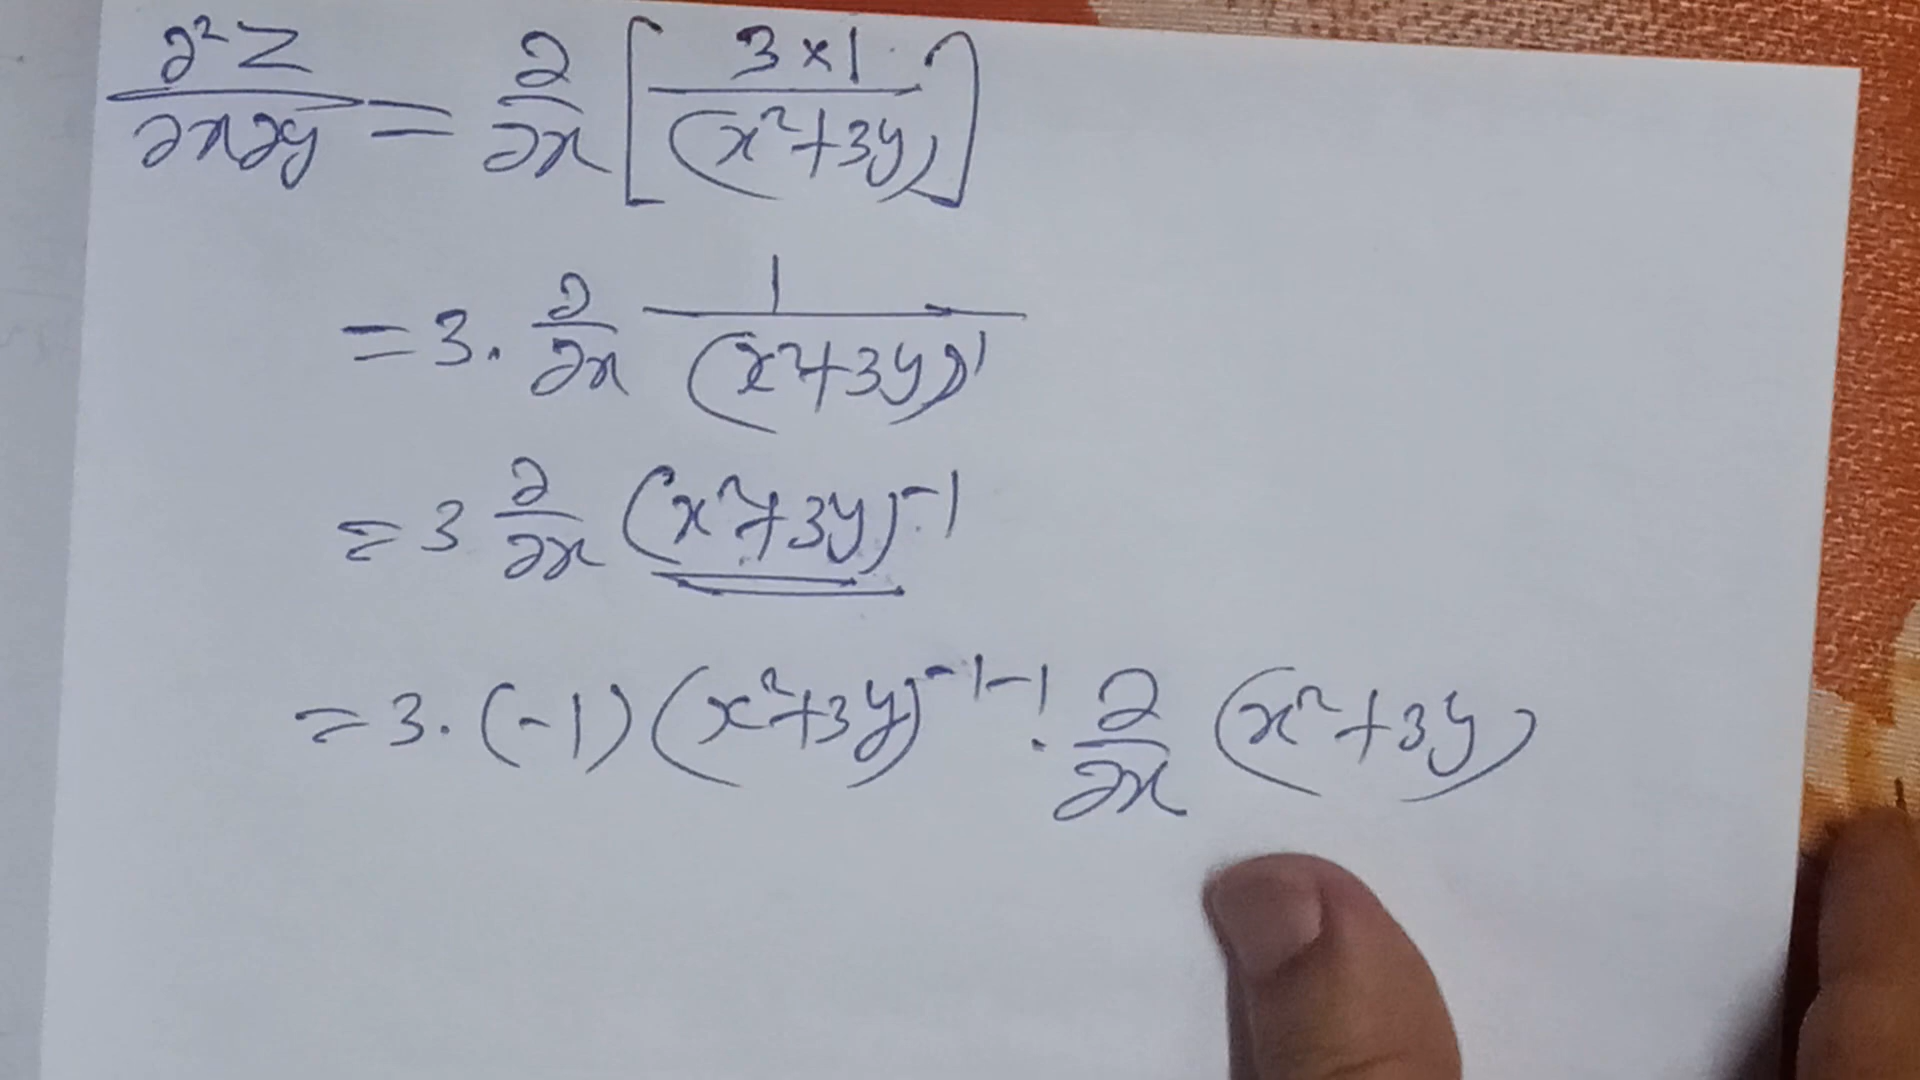 ∂²Z/∂x∂y = ∂/∂x [3×1/(x²+3y)]
= 3. ∂/∂x 1/(x²+3y)¹
= 3 ∂/∂x (x²+3y)⁻¹
= 3. (-1) (x²+3y)⁻¹⁻¹ . ∂/∂x (x²+3y)